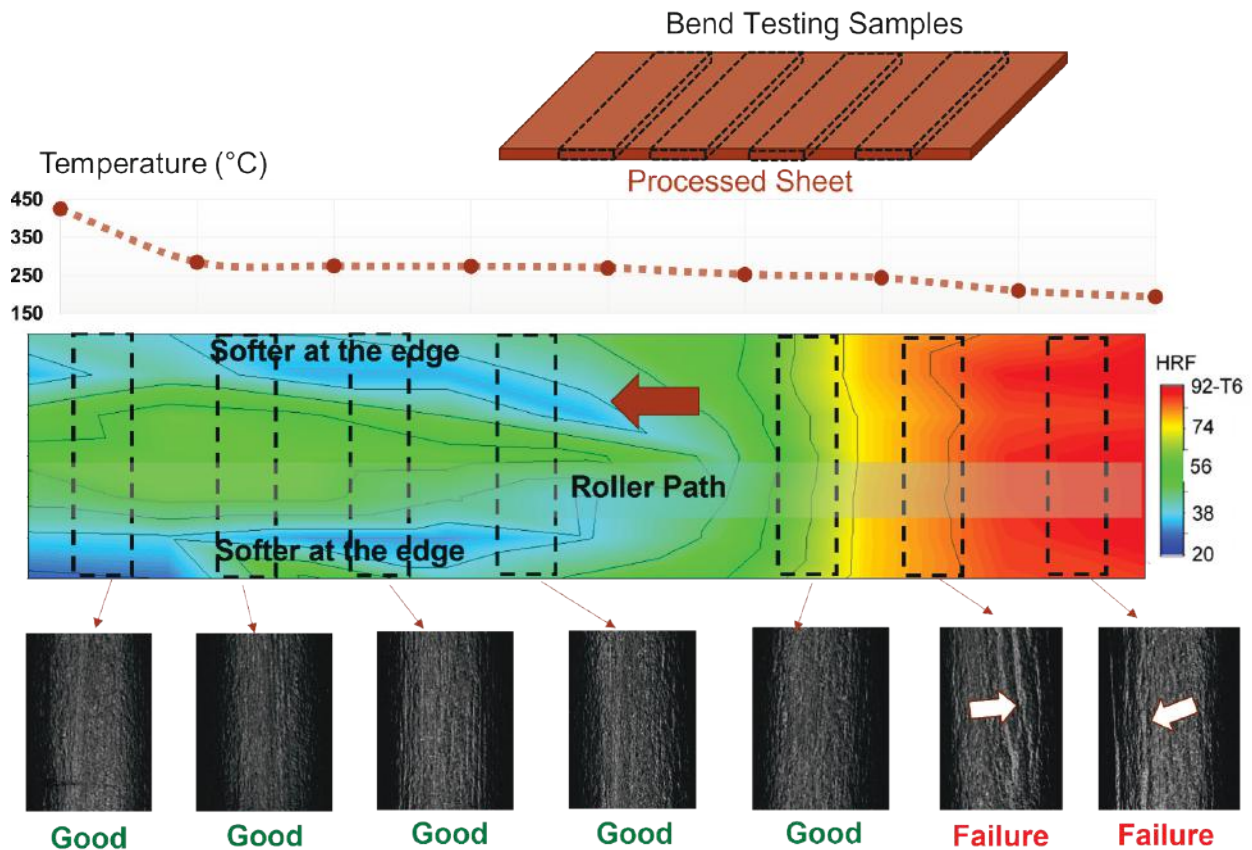 Bend Testing Samples
Processed Sheet
Temperature (°C)
450
350
250
150
Softer at the edge
Roller Path
Softer at the edge
HRF
92-T6
74
56
38
20
Good
Good
Good
Good
Good
Failure
Failure